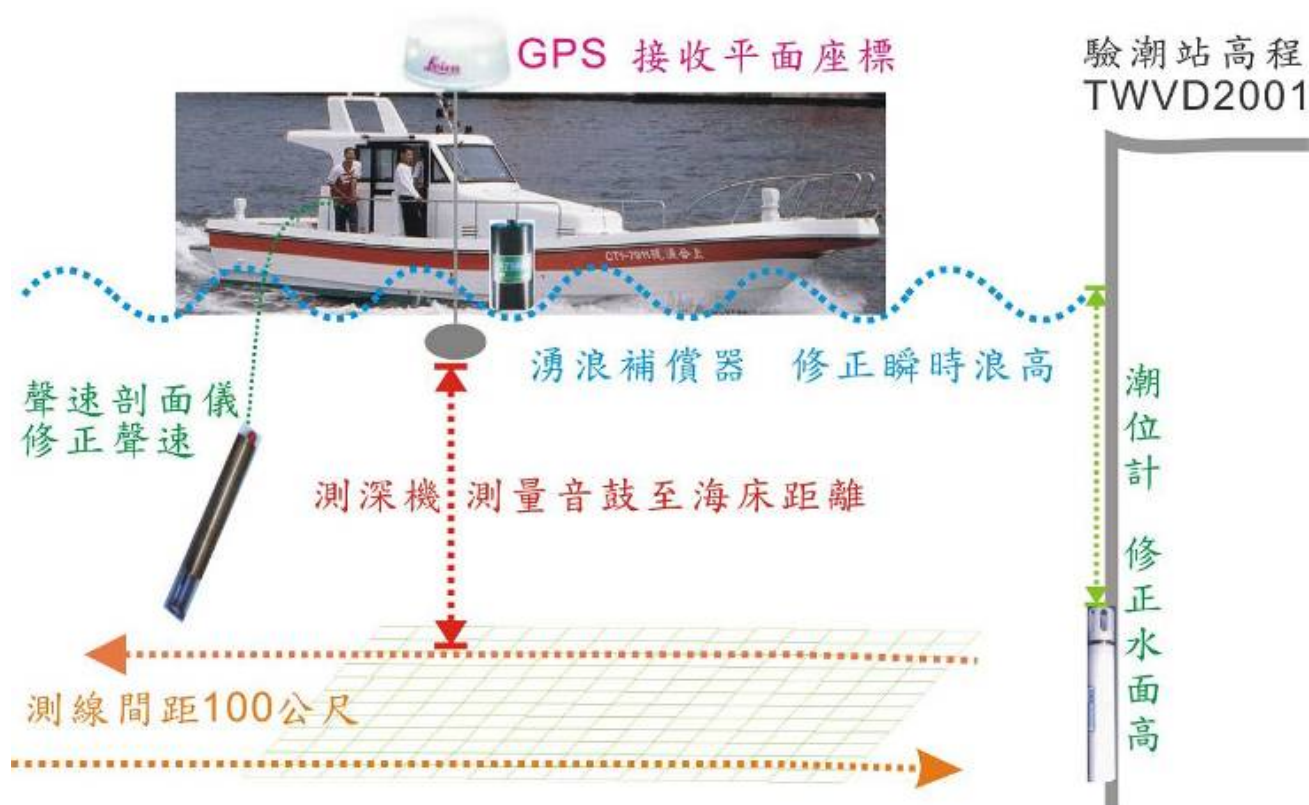 GPS 接收平面座標
Leica
驗潮站高程
TWVD2001
湧浪補償器 修正瞬時浪高
聲速剖面儀
修正聲速
測深機 測量音鼓至海床距離
潮位計 修正水面高
測線間距100公尺